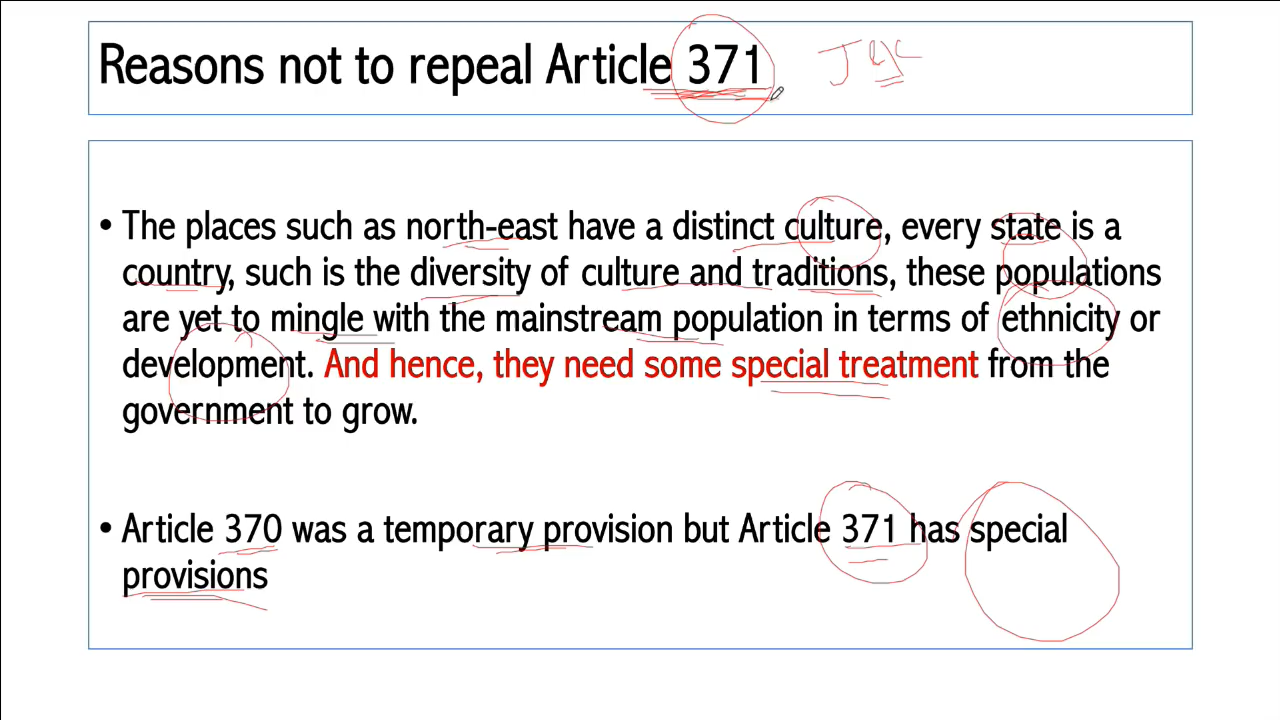 Reasons not to repeal Article 371
J&K
• The places such as north-east have a distinct culture, every state is a
country, such is the diversity of culture and traditions, these populations
are yet to mingle with the mainstream population in terms of ethnicity or
development. And hence, they need some special treatment from the
government to grow.
• Article 370 was a temporary provision but Article 371 has special
provisions